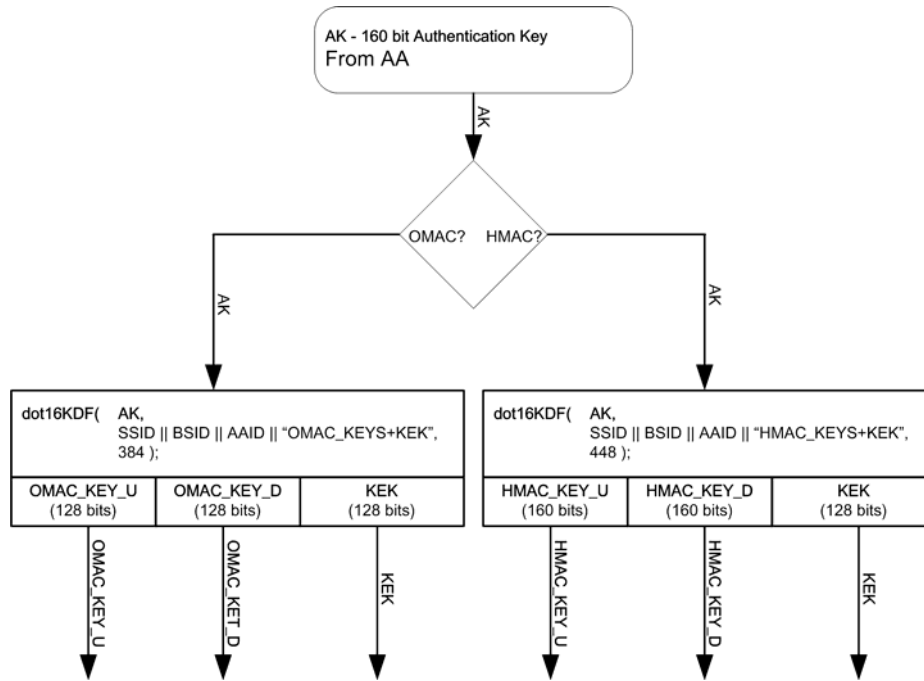 AK - 160 bit Authentication Key
From AA
AK
OMAC? HMAC?
AK
AK
dot16KDF( AK,
SSID || BSID || AAID || “OMAC_KEYS+KEK”,
384 );
OMAC_KEY_U
(128 bits)
OMAC_KEY_D
(128 bits)
KEK
(128 bits)
dot16KDF( AK,
SSID || BSID || AAID || “HMAC_KEYS+KEK”,
448 );
HMAC_KEY_U
(160 bits)
HMAC_KEY_D
(160 bits)
KEK
(128 bits)
OMAC_KEY_U
OMAC_KET_D
KEK
HMAC_KEY_U
HMAC_KEY_D
KEK